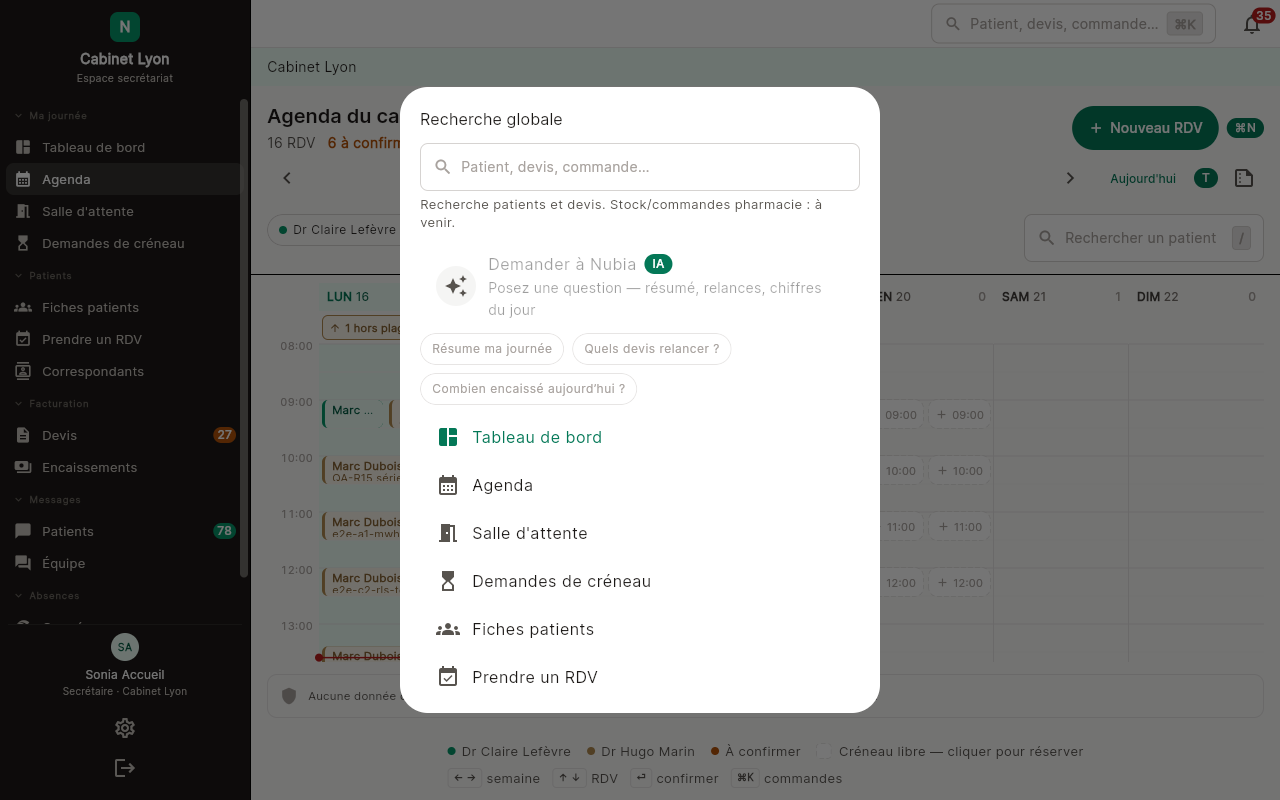 N
Cabinet Lyon
Espace secrétariat
Ma journée
Tableau de bord
Agenda
Salle d'attente
Demandes de créneau
Patients
Fiches patients
Prendre un RDV
Correspondants
Facturation
Devis 27
Encaissements
Messages
Patients 78
Équipe
Absences
SA
Sonia Accueil
Secrétaire · Cabinet Lyon
Patient, devis, commande... ⌘K
35
Cabinet Lyon
Agenda du ca
+ Nouveau RDV ⌘N
16 RDV 6 à confirm
Aujourd'hui T
Dr Claire Lefèvre
Rechercher un patient /
LUN 16
EN 20 0 SAM 21 1 DIM 22 0
↑ 1 hors plag
08:00
09:00 Marc ...
09:00 + 09:00
10:00 Marc Dubois
QA-R15 série
10:00 + 10:00
11:00 Marc Dubois
e2e-a1-mwh
11:00 + 11:00
12:00 Marc Dubois
12:00 + 12:00
13:00
Marc Dubois
Aucune donnée
Dr Claire Lefèvre Dr Hugo Marin À confirmer Créneau libre — cliquer pour réserver
← → semaine ↑ ↓ RDV ↵ confirmer ⌘K commandes
Recherche globale
Patient, devis, commande...
Recherche patients et devis. Stock/commandes pharmacie : à
venir.
Demander à Nubia IA
Posez une question — résumé, relances, chiffres
du jour
Résume ma journée Quels devis relancer ?
Combien encaissé aujourd'hui ?
Tableau de bord
Agenda
Salle d'attente
Demandes de créneau
Fiches patients
Prendre un RDV